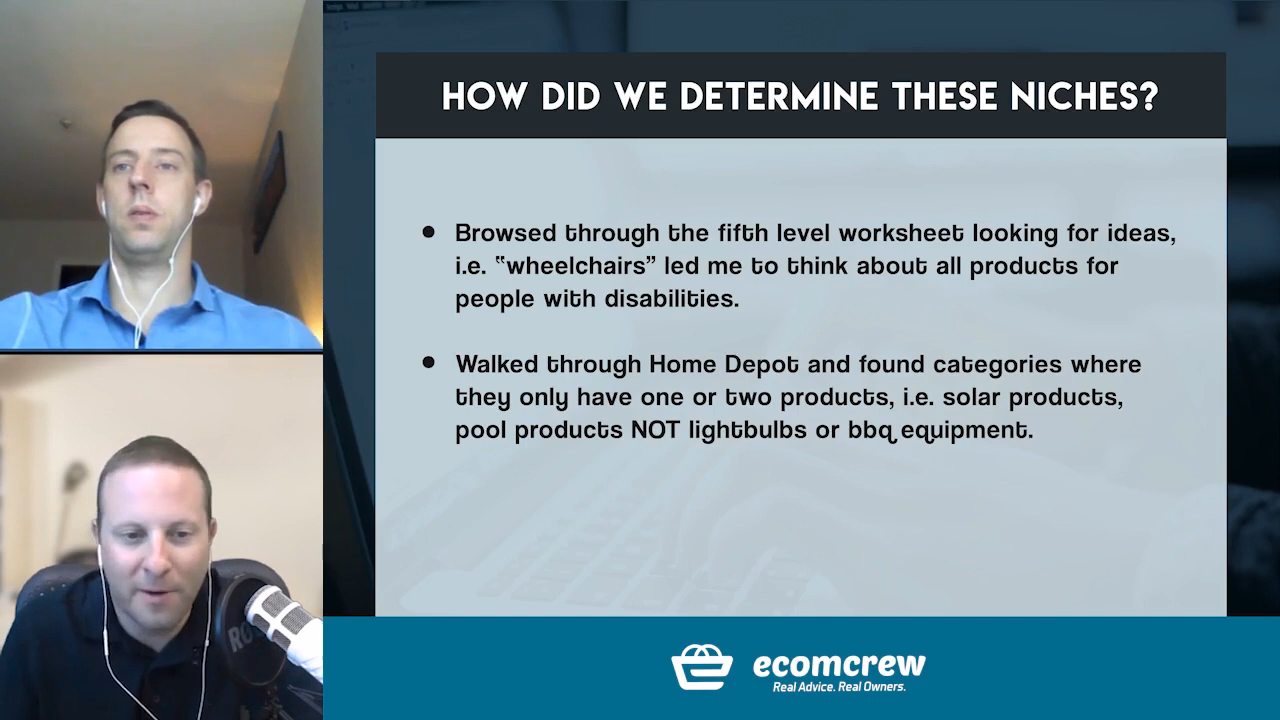 HOW DID WE DETERMINE THESE NICHES?
• Browsed through the fifth level worksheet looking for ideas,
i.e. “wheelchairs” led me to think about all products for
people with disabilities.
• Walked through Home Depot and found categories where
they only have one or two products, i.e. solar products,
pool products NOT lightbulbs or bbq equipment.
ecomcrew
Real Advice. Real Owners.